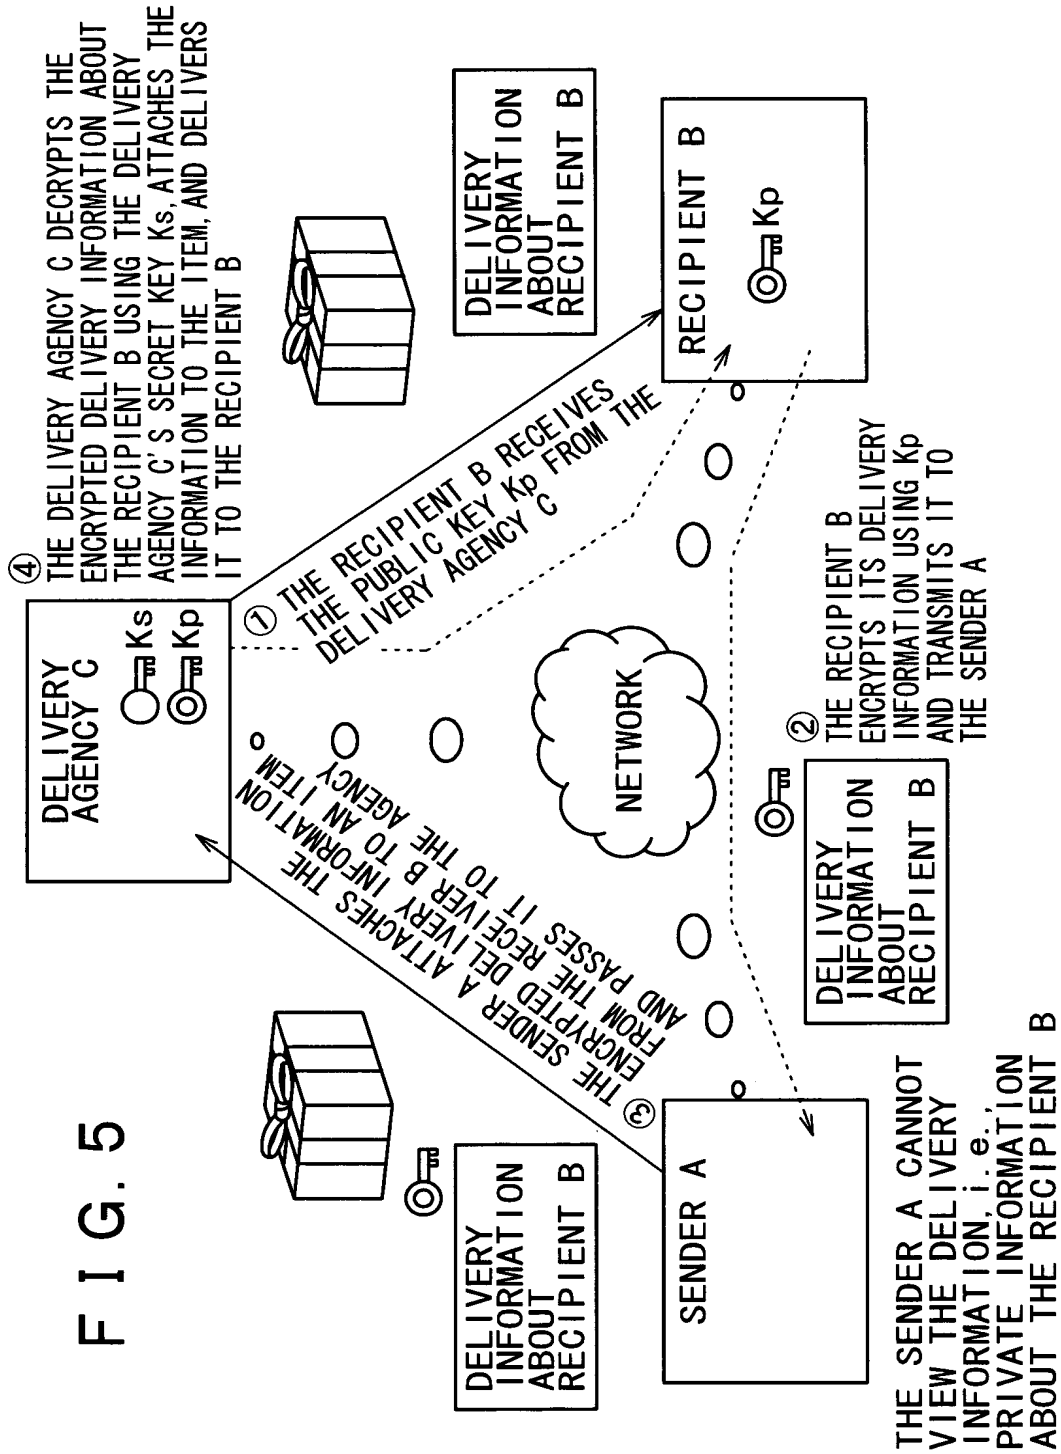 FIG. 5
④
THE DELIVERY AGENCY C DECRYPTS THE
ENCRYPTED DELIVERY INFORMATION ABOUT
THE RECIPIENT B USING THE DELIVERY
AGENCY C'S SECRET KEY Ks, ATTACHES THE
INFORMATION TO THE ITEM, AND DELIVERS
IT TO THE RECIPIENT B
DELIVERY
AGENCY C
Ks
Kp
① THE RECIPIENT B RECEIVES
THE PUBLIC KEY Kp FROM THE
DELIVERY AGENCY C
③ THE SENDER A ATTACHES THE
ENCRYPTED DELIVERY INFORMATION
FROM THE RECEIVER B TO AN ITEM
AND PASSES IT TO THE AGENCY
DELIVERY
INFORMATION
ABOUT
RECIPIENT B
DELIVERY
INFORMATION
ABOUT
RECIPIENT B
NETWORK
SENDER A
RECIPIENT B
Kp
②
THE RECIPIENT B
ENCRYPTS ITS DELIVERY
INFORMATION USING Kp
AND TRANSMITS IT TO
THE SENDER A
DELIVERY
INFORMATION
ABOUT
RECIPIENT B
THE SENDER A CANNOT
VIEW THE DELIVERY
INFORMATION, i.e.,
PRIVATE INFORMATION
ABOUT THE RECIPIENT B